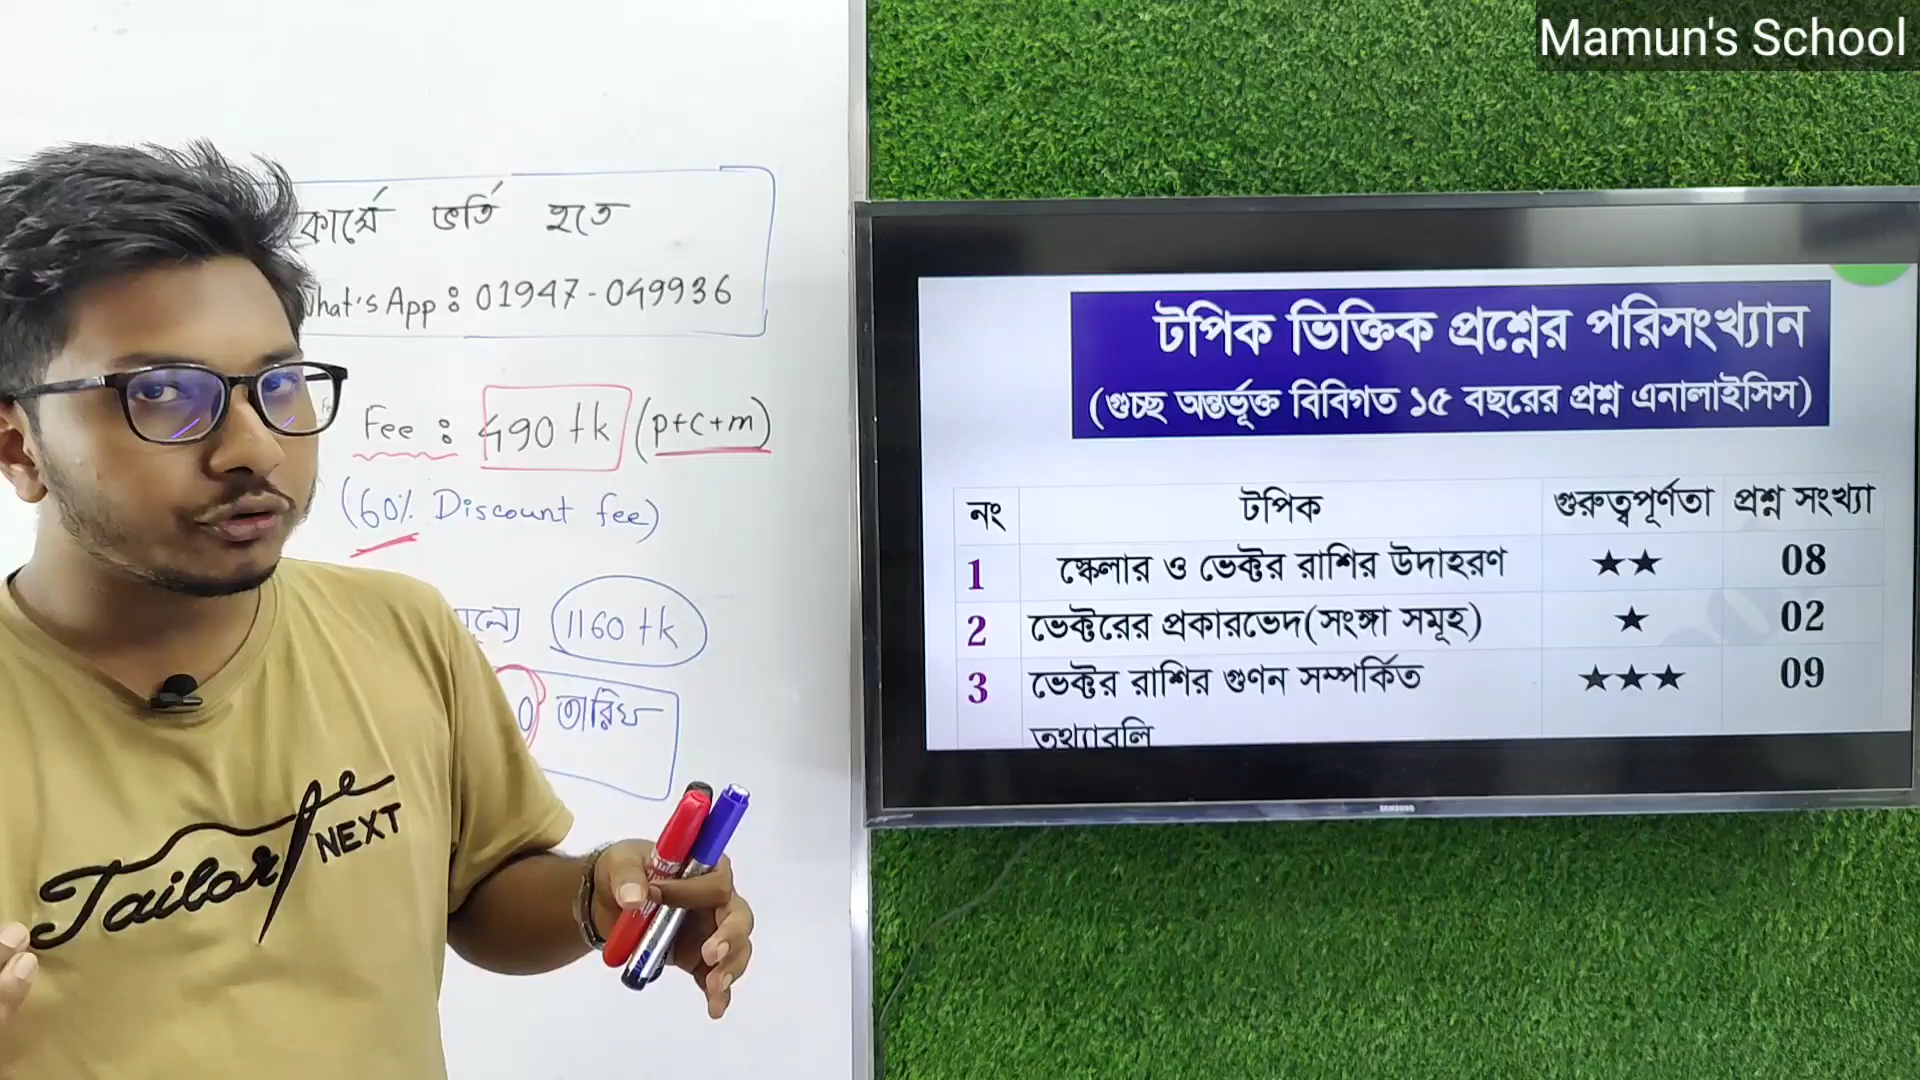 Mamun's School
কোর্সে ভর্তি হতে
What's App : 01947-049936
Fee : 490 tk (p+c+m)
(60% Discount fee)
1160 tk
0 তারিখ
Tailor NEXT
টপিক ভিক্তিক প্রশ্নের পরিসংখ্যান
(গুচ্ছ অন্তর্ভূক্ত বিবিগত ১৫ বছরের প্রশ্ন এনালাইসিস)
নং টপিক গুরুত্বপূর্ণতা প্রশ্ন সংখ্যা
1 স্কেলার ও ভেক্টর রাশির উদাহরণ ★★ 08
2 ভেক্টরের প্রকারভেদ(সংঙ্গা সমূহ) ★ 02
3 ভেক্টর রাশির গুণন সম্পর্কিত ★★★ 09
তথ্যাবলি
SAMSUNG